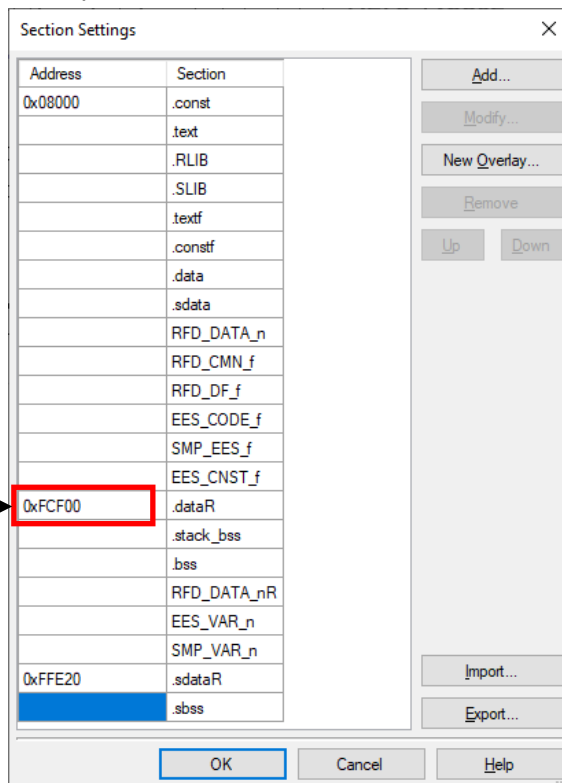 Section Settings
Address Section
0x08000 .const
.text
.RLIB
.SLIB
.textf
.constf
.data
.sdata
RFD_DATA_n
RFD_CMN_f
RFD_DF_f
EES_CODE_f
SMP_EES_f
EES_CNST_f
0xFCF00 .dataR
.stack_bss
.bss
RFD_DATA_nR
EES_VAR_n
SMP_VAR_n
0xFFE20 .sdataR
.sbss
Add...
Modify...
New Overlay...
Remove
Up Down
Import...
Export...
OK Cancel Help